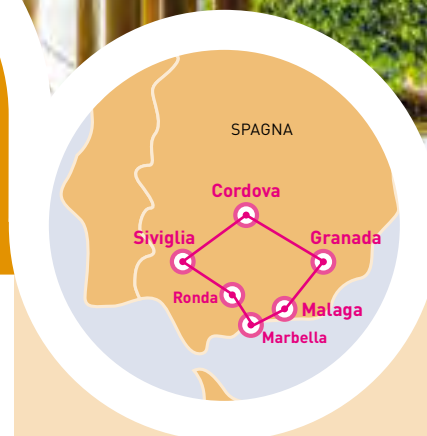 SPAGNA
Cordova
Siviglia
Granada
Ronda
Malaga
Marbella